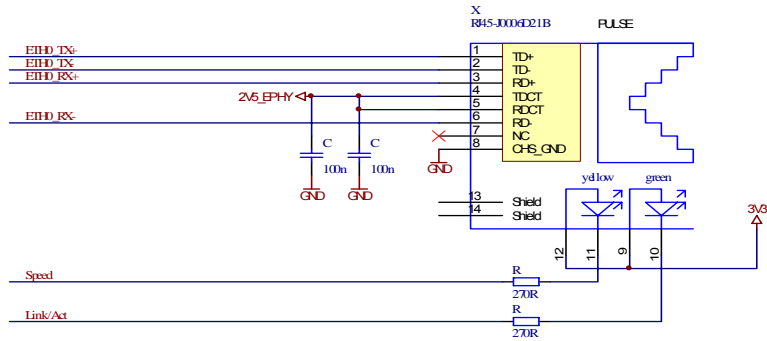 X
RJ45-J0006D21B
PULSE
ETH0_TX+
1
TD+
ETH0_TX-
2
TD-
ETH0_RX+
3
RD+
2V5_EPHY
4
TDCT
5
RDCT
ETH0_RX-
6
RD-
7
NC
8
CHS_GND
C
100n
C
100n
GND
GND
GND
yellow
green
13
Shield
14
Shield
3V3
12
11
9
10
Speed
R
270R
Link/Act
R
270R